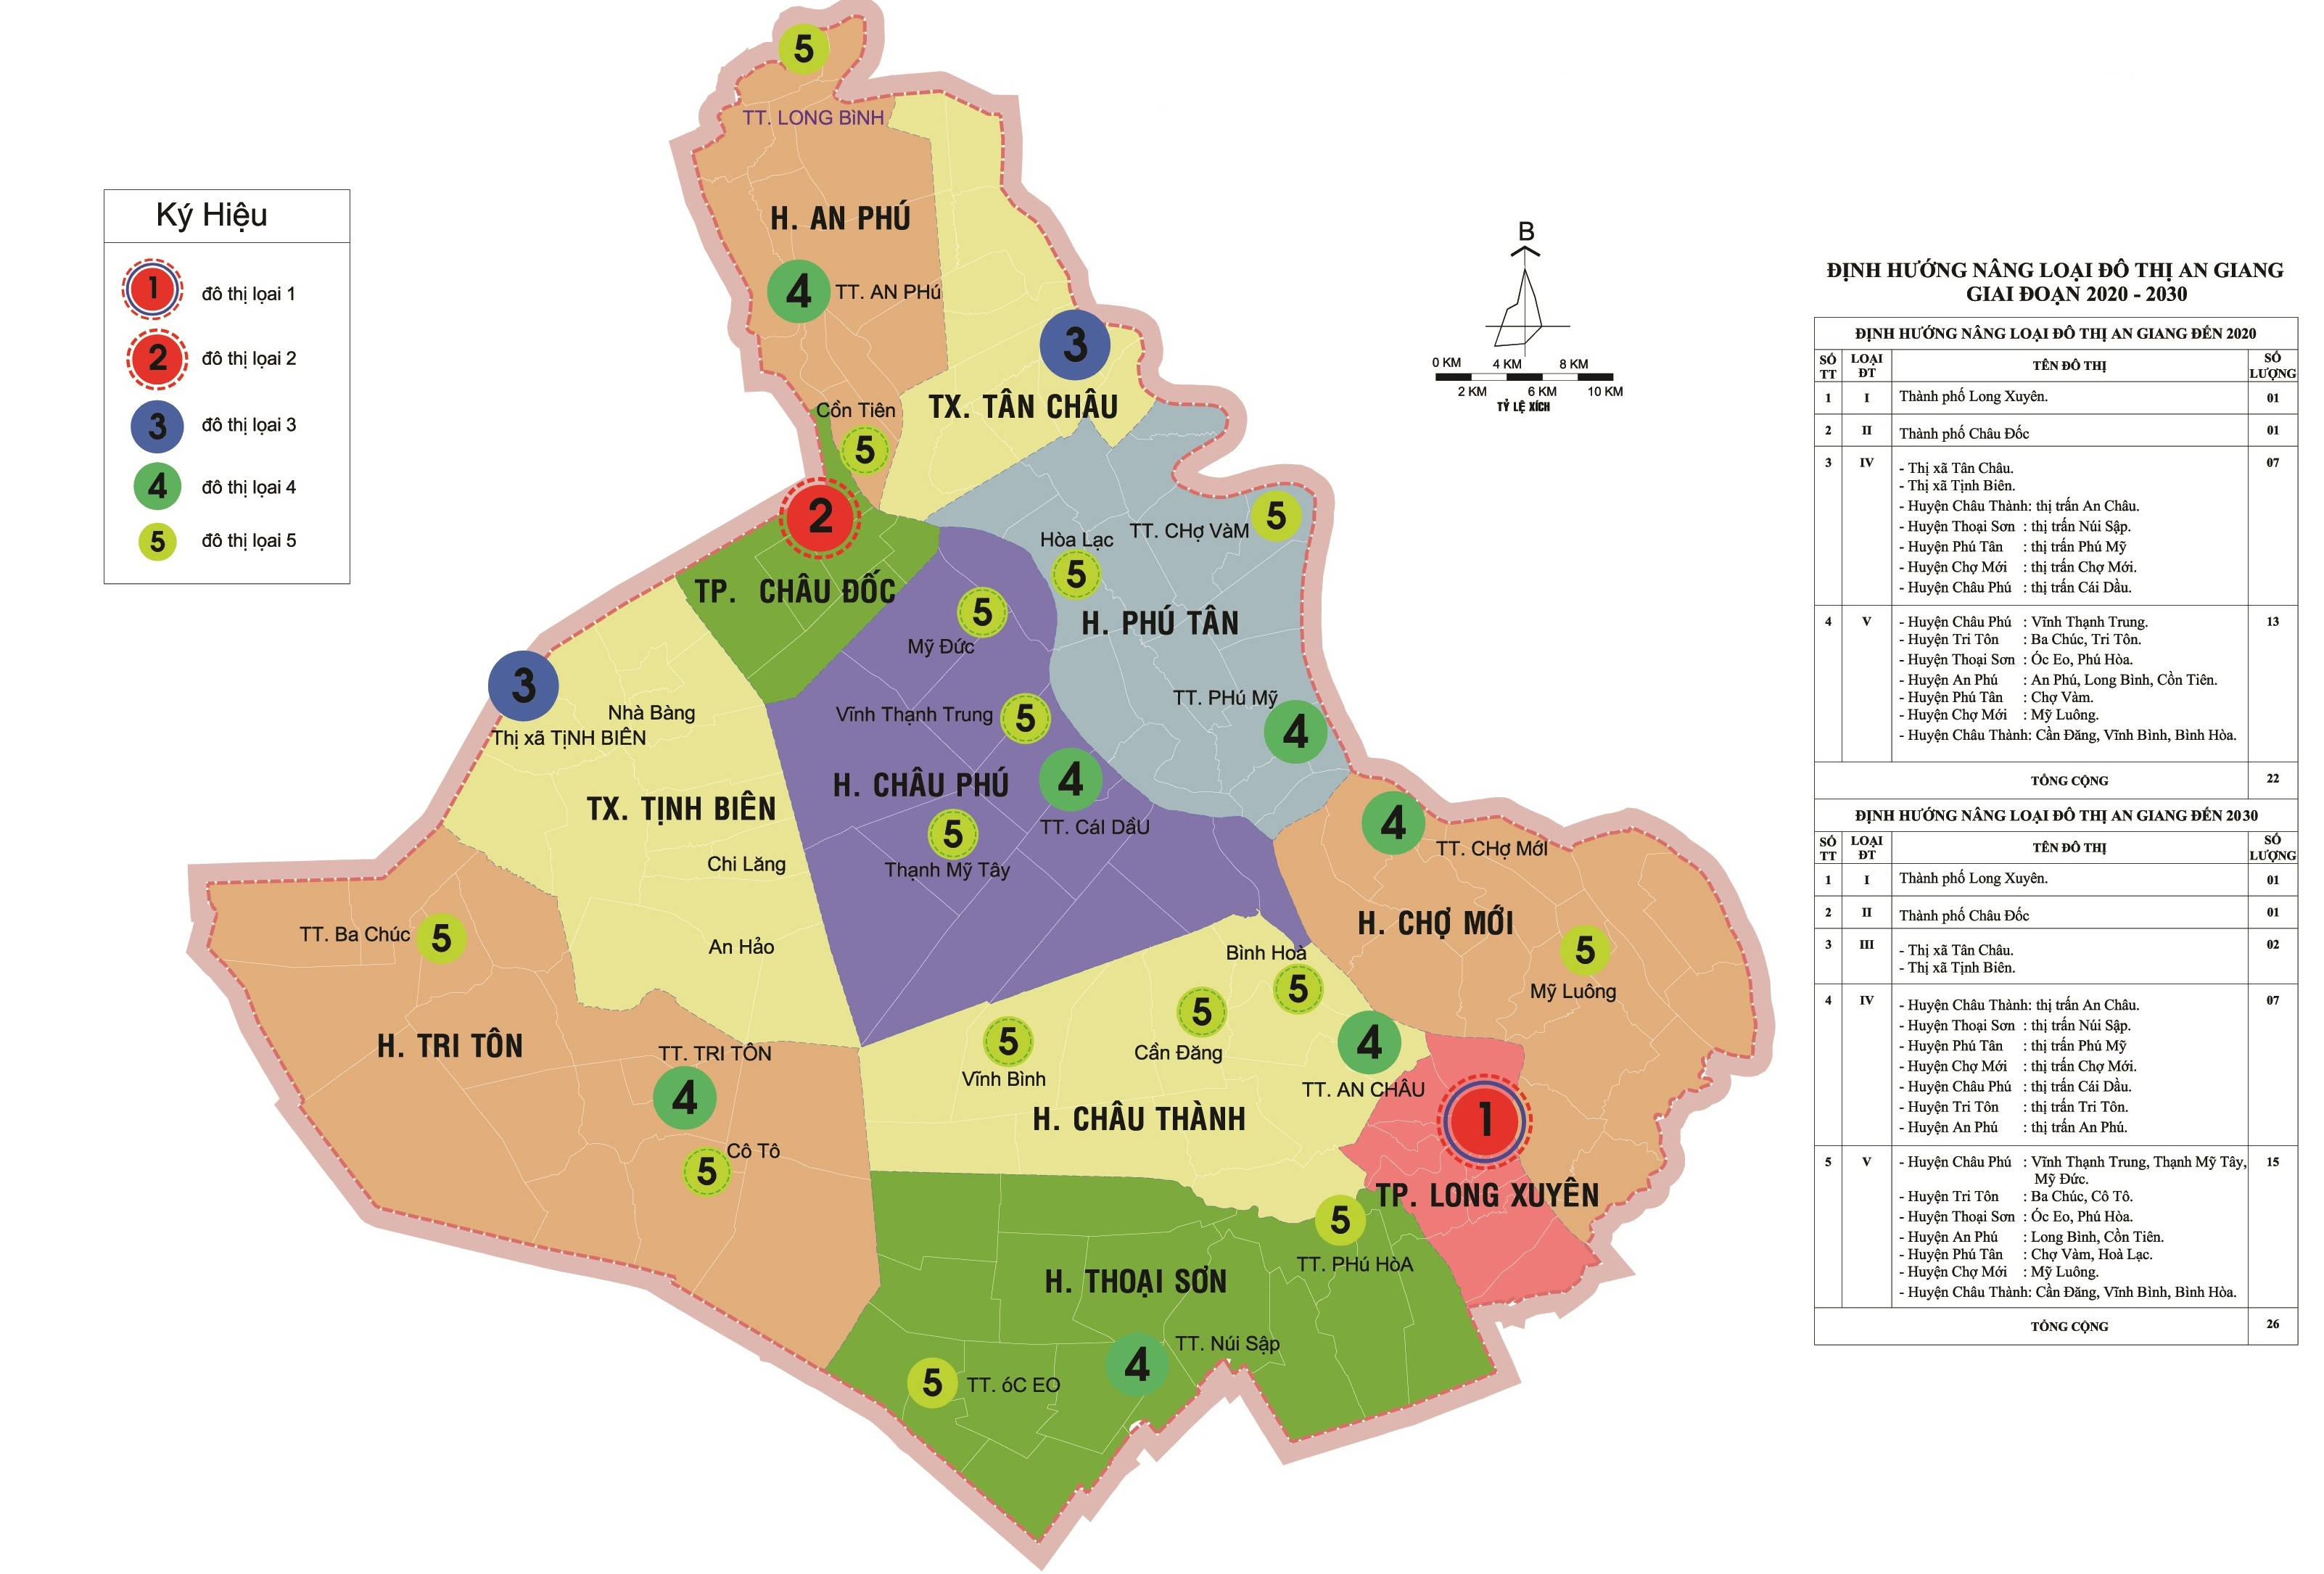 5
TT. LONG BìNH
H. AN PHÚ
4 TT. AN PHú
Ký Hiệu
1 đô thị lọai 1
2 đô thị lọai 2
3 đô thị lọai 3
4 đô thị lọai 4
5 đô thị lọai 5
3
TX. TÂN CHÂU
Cồn Tiên
5
2
TP. CHÂU ĐỐC
B
0 KM 4 KM 8 KM
2 KM 6 KM 10 KM
TỶ LỆ XÍCH
TT. CHợ VàM 5
Hòa Lạc
5
H. PHÚ TÂN
5
Mỹ Đức
3
Nhà Bàng
Thị xã TịNH BIÊN
Vĩnh Thạnh Trung 5
TT. PHú Mỹ
4
H. CHÂU PHÚ
4
TT. CáI DầU
TX. TỊNH BIÊN
5
Thạnh Mỹ Tây
Chi Lăng
An Hảo
4
TT. CHợ MớI
H. CHỢ MỚI
5
Mỹ Luông
TT. Ba Chúc 5
H. TRI TÔN
TT. TRI TÔN
4
Cô Tô
5
Bình Hoà
5
5
Cần Đăng
5
Vĩnh Bình
4
TT. AN CHÂU
H. CHÂU THÀNH
1
TP. LONG XUYÊN
5
TT. PHú HòA
H. THOẠI SƠN
TT. Núi Sập
4
5 TT. óC EO
ĐỊNH HƯỚNG NÂNG LOẠI ĐÔ THỊ AN GIANG
GIAI ĐOẠN 2020 - 2030
ĐỊNH HƯỚNG NÂNG LOẠI ĐÔ THỊ AN GIANG ĐẾN 2020
SỐ TT LOẠI ĐT TÊN ĐÔ THỊ SỐ LƯỢNG
1 I Thành phố Long Xuyên. 01
2 II Thành phố Châu Đốc 01
3 IV - Thị xã Tân Châu. 07
- Thị xã Tịnh Biên.
- Huyện Châu Thành: thị trấn An Châu.
- Huyện Thoại Sơn : thị trấn Núi Sập.
- Huyện Phú Tân : thị trấn Phú Mỹ
- Huyện Chợ Mới : thị trấn Chợ Mới.
- Huyện Châu Phú : thị trấn Cái Dầu.
4 V - Huyện Châu Phú : Vĩnh Thạnh Trung. 13
- Huyện Tri Tôn : Ba Chúc, Tri Tôn.
- Huyện Thoại Sơn : Óc Eo, Phú Hòa.
- Huyện An Phú : An Phú, Long Bình, Cồn Tiên.
- Huyện Phú Tân : Chợ Vàm.
- Huyện Chợ Mới : Mỹ Luông.
- Huyện Châu Thành: Cần Đăng, Vĩnh Bình, Bình Hòa.
TỔNG CỘNG 22
ĐỊNH HƯỚNG NÂNG LOẠI ĐÔ THỊ AN GIANG ĐẾN 2030
SỐ TT LOẠI ĐT TÊN ĐÔ THỊ SỐ LƯỢNG
1 I Thành phố Long Xuyên. 01
2 II Thành phố Châu Đốc 01
3 III - Thị xã Tân Châu. 02
- Thị xã Tịnh Biên.
4 IV - Huyện Châu Thành: thị trấn An Châu. 07
- Huyện Thoại Sơn : thị trấn Núi Sập.
- Huyện Phú Tân : thị trấn Phú Mỹ
- Huyện Chợ Mới : thị trấn Chợ Mới.
- Huyện Châu Phú : thị trấn Cái Dầu.
- Huyện Tri Tôn : thị trấn Tri Tôn.
- Huyện An Phú : thị trấn An Phú.
5 V - Huyện Châu Phú : Vĩnh Thạnh Trung, Thạnh Mỹ Tây, 15
Mỹ Đức.
- Huyện Tri Tôn : Ba Chúc, Cô Tô.
- Huyện Thoại Sơn : Óc Eo, Phú Hòa.
- Huyện An Phú : Long Bình, Cồn Tiên.
- Huyện Phú Tân : Chợ Vàm, Hoà Lạc.
- Huyện Chợ Mới : Mỹ Luông.
- Huyện Châu Thành: Cần Đăng, Vĩnh Bình, Bình Hòa.
TỔNG CỘNG 26